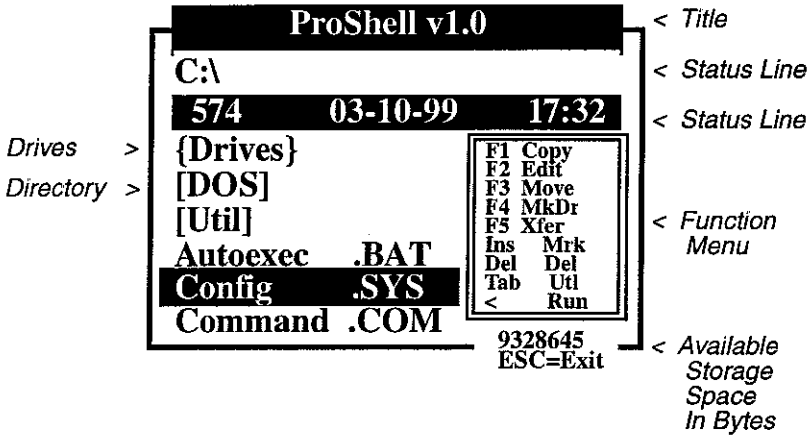 ProShell v1.0
< Title
C:\
< Status Line
574 03-10-99 17:32
< Status Line
Drives >
{Drives}
Directory >
[DOS]
[Util]
Autoexec .BAT
Config .SYS
Command .COM
F1 Copy
F2 Edit
F3 Move
F4 MkDr
F5 Xfer
Ins Mrk
Del Del
Tab Utl
< Run
< Function
Menu
9328645
ESC=Exit
< Available
Storage
Space
In Bytes